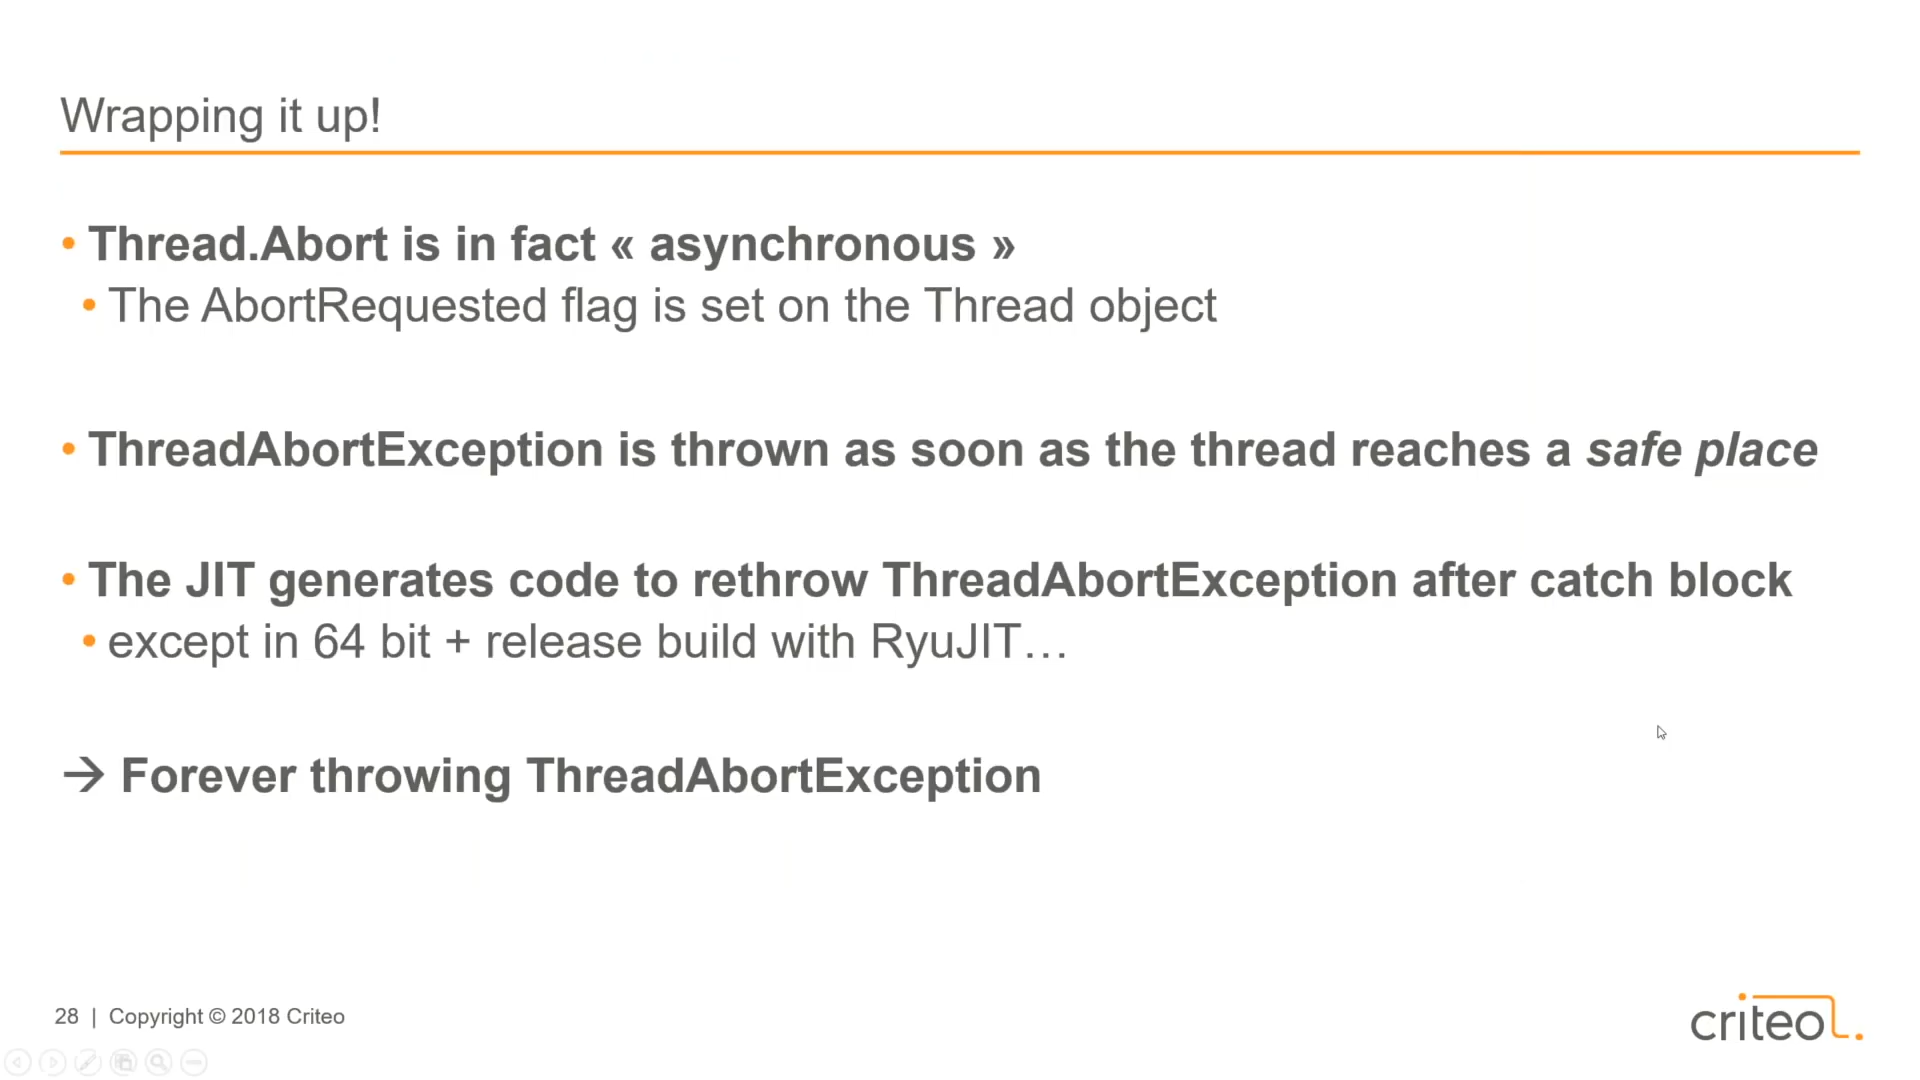 Wrapping it up!
• Thread.Abort is in fact « asynchronous »
• The AbortRequested flag is set on the Thread object
• ThreadAbortException is thrown as soon as the thread reaches a safe place
• The JIT generates code to rethrow ThreadAbortException after catch block
• except in 64 bit + release build with RyuJIT…
→ Forever throwing ThreadAbortException
28 | Copyright © 2018 Criteo
criteo